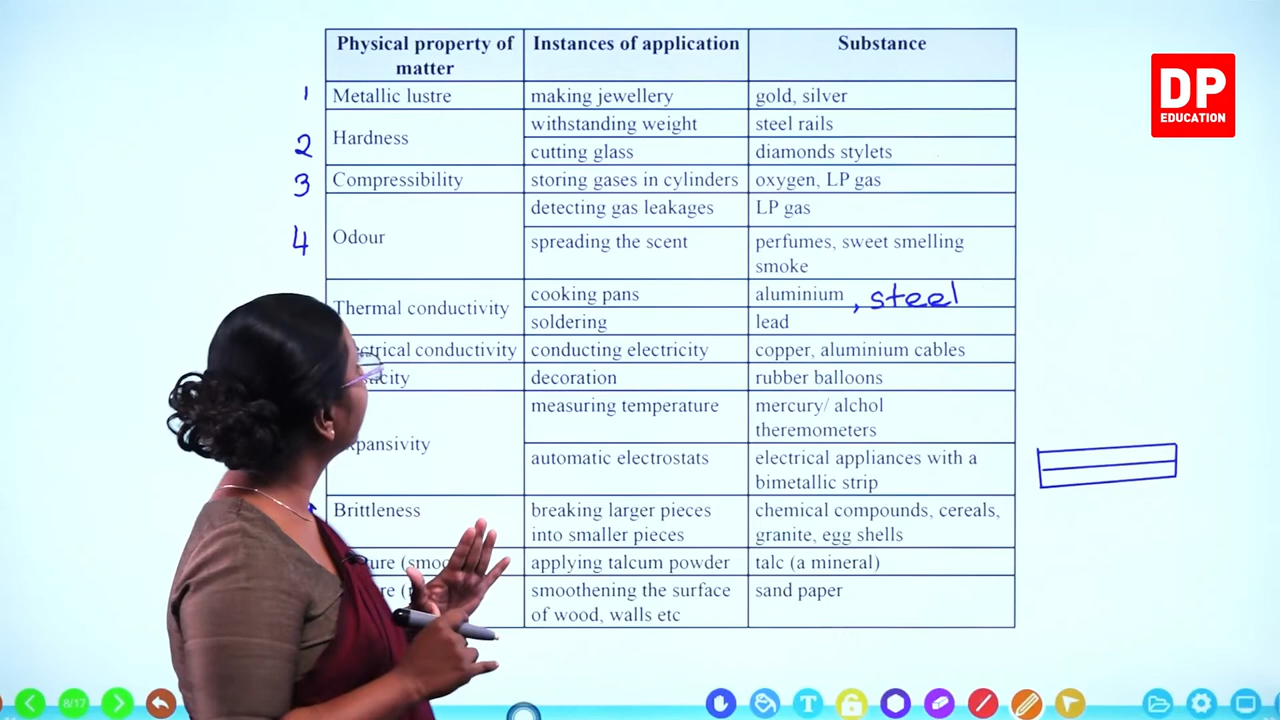 Physical property of matter | Instances of application | Substance
1 Metallic lustre | making jewellery | gold, silver
2 Hardness | withstanding weight | steel rails
cutting glass | diamonds stylets
3 Compressibility | storing gases in cylinders | oxygen, LP gas
4 Odour | detecting gas leakages | LP gas
spreading the scent | perfumes, sweet smelling smoke
Thermal conductivity | cooking pans | aluminium , steel
soldering | lead
conductivity | conducting electricity | copper, aluminium cables
decoration | rubber balloons
measuring temperature | mercury/ alchol theremometers
automatic electrostats | electrical appliances with a bimetallic strip
Brittleness | breaking larger pieces into smaller pieces | chemical compounds, cereals, granite, egg shells
applying talcum powder | talc (a mineral)
smoothening the surface of wood, walls etc | sand paper
DP
EDUCATION
8/17
T